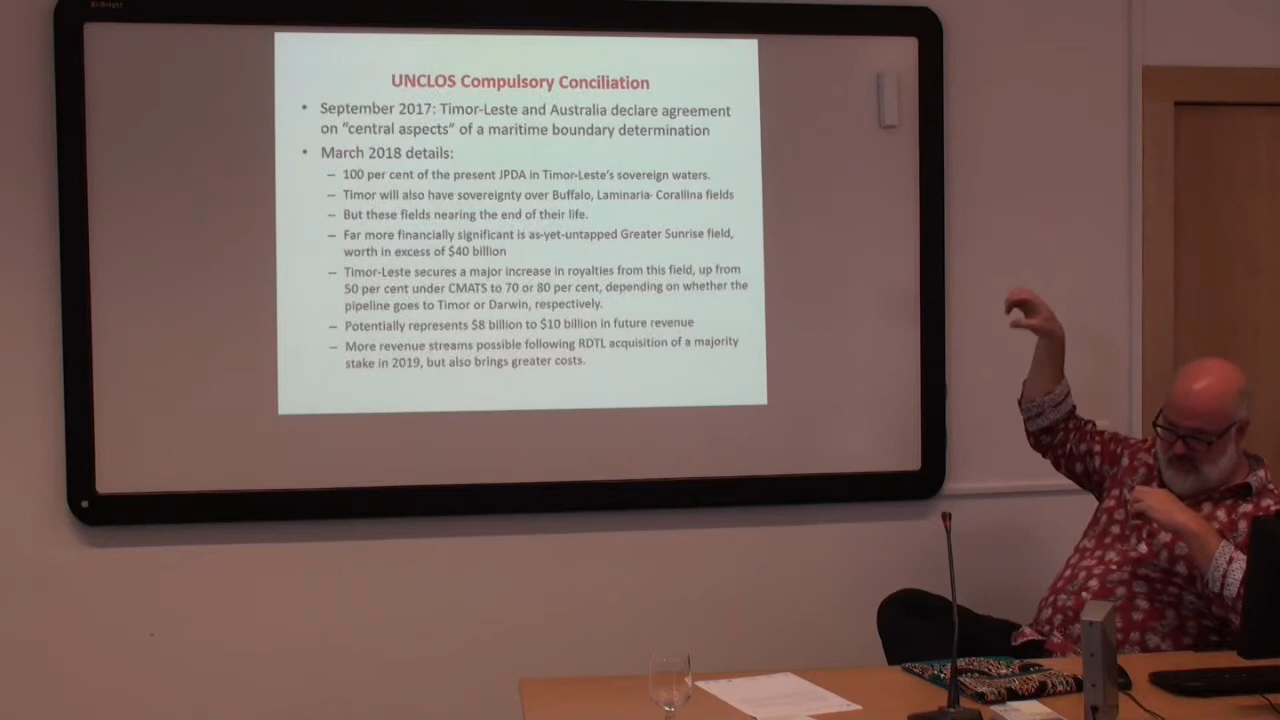 UNCLOS Compulsory Conciliation
• September 2017: Timor-Leste and Australia declare agreement
on “central aspects” of a maritime boundary determination
• March 2018 details:
– 100 per cent of the present JPDA in Timor-Leste's sovereign waters.
– Timor will also have sovereignty over Buffalo, Laminaria- Corallina fields
– But these fields nearing the end of their life.
– Far more financially significant is as-yet-untapped Greater Sunrise field,
worth in excess of $40 billion
– Timor-Leste secures a major increase in royalties from this field, up from
50 per cent under CMATS to 70 or 80 per cent, depending on whether the
pipeline goes to Timor or Darwin, respectively.
– Potentially represents $8 billion to $10 billion in future revenue
– More revenue streams possible following RDTL acquisition of a majority
stake in 2019, but also brings greater costs.